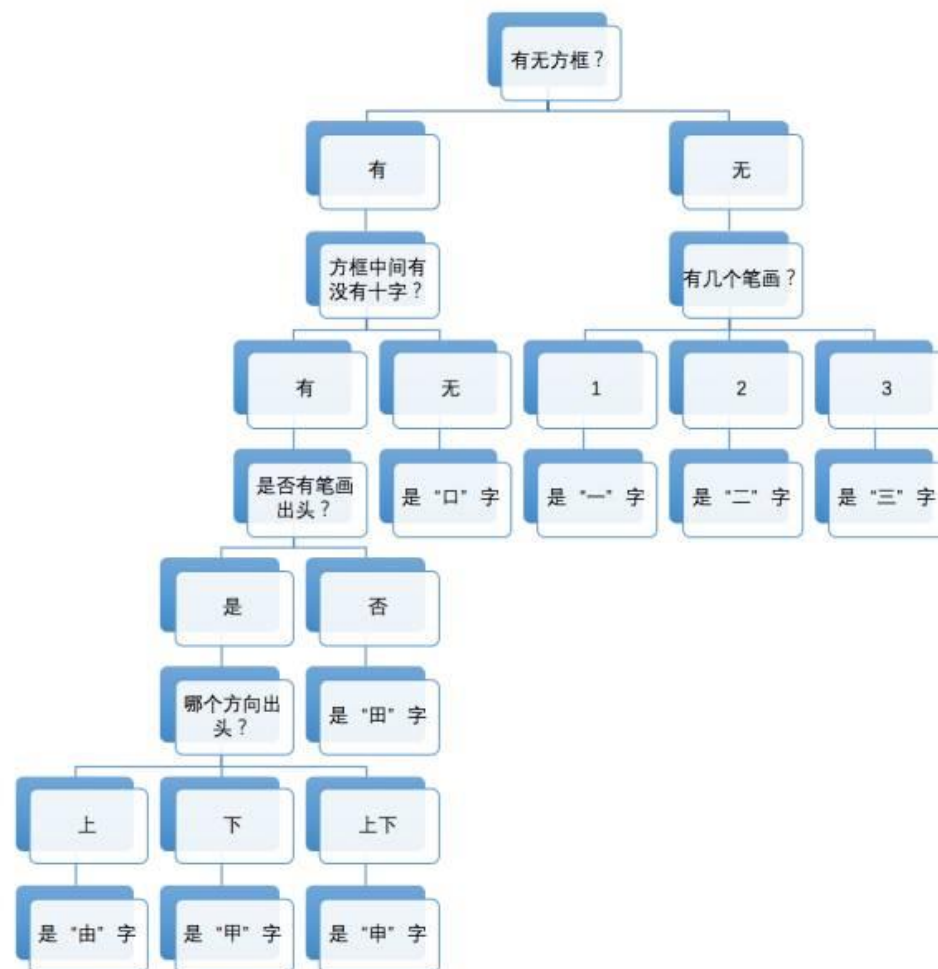 有无方框？
有
无
方框中间有
没有十字？
有几个笔画？
有
无
1
2
3
是否有笔画
出头？
是 “口” 字
是 “一” 字
是 “二” 字
是 “三” 字
是
否
哪个方向出
头？
是 “田” 字
上
下
上下
是 “由” 字
是 “甲” 字
是 “申” 字